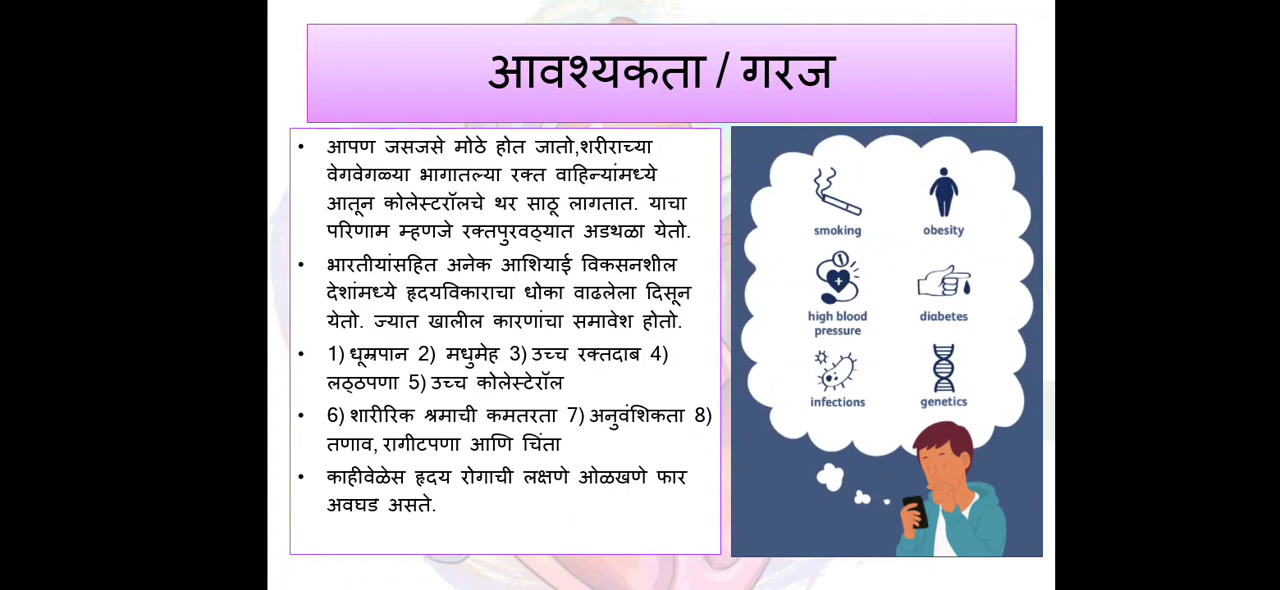 आवश्यकता / गरज
• आपण जसजसे मोठे होत जातो,शरीराच्या
वेगवेगळ्या भागातल्या रक्त वाहिन्यांमध्ये
आतून कोलेस्टरॉलचे थर साठू लागतात. याचा
परिणाम म्हणजे रक्तपुरवठ्यात अडथळा येतो.
• भारतीयांसहित अनेक आशियाई विकसनशील
देशांमध्ये हृदयविकाराचा धोका वाढलेला दिसून
येतो. ज्यात खालील कारणांचा समावेश होतो.
• 1) धूम्रपान 2) मधुमेह 3) उच्च रक्तदाब 4)
लठ्ठपणा 5) उच्च कोलेस्टेरॉल
• 6) शारीरिक श्रमाची कमतरता 7) अनुवंशिकता 8)
तणाव, रागीटपणा आणि चिंता
• काहीवेळेस हृदय रोगाची लक्षणे ओळखणे फार
अवघड असते.
smoking
obesity
high blood
pressure
diabetes
infections
genetics